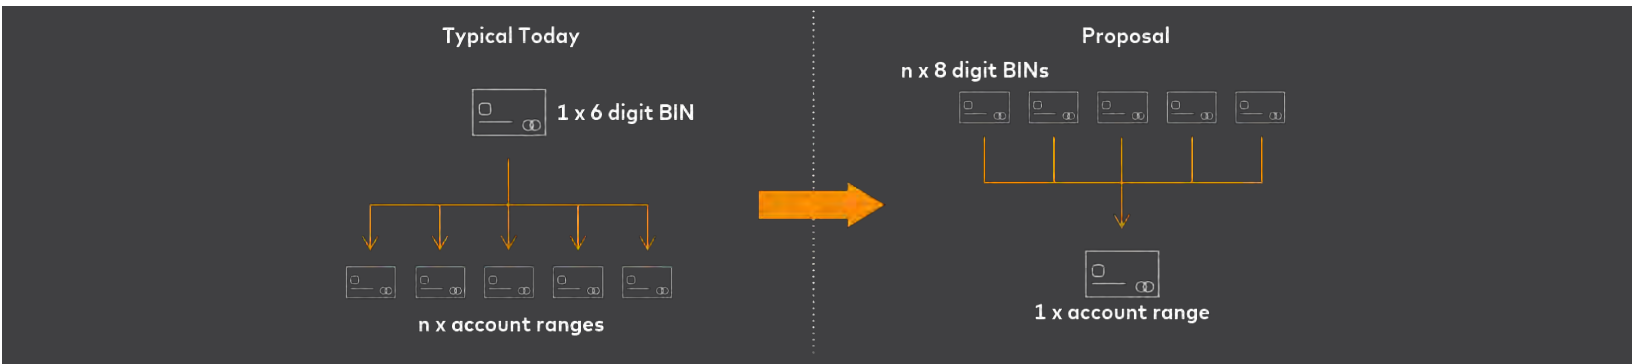 Typical Today
1 x 6 digit BIN
n x account ranges
Proposal
n x 8 digit BINs
1 x account range